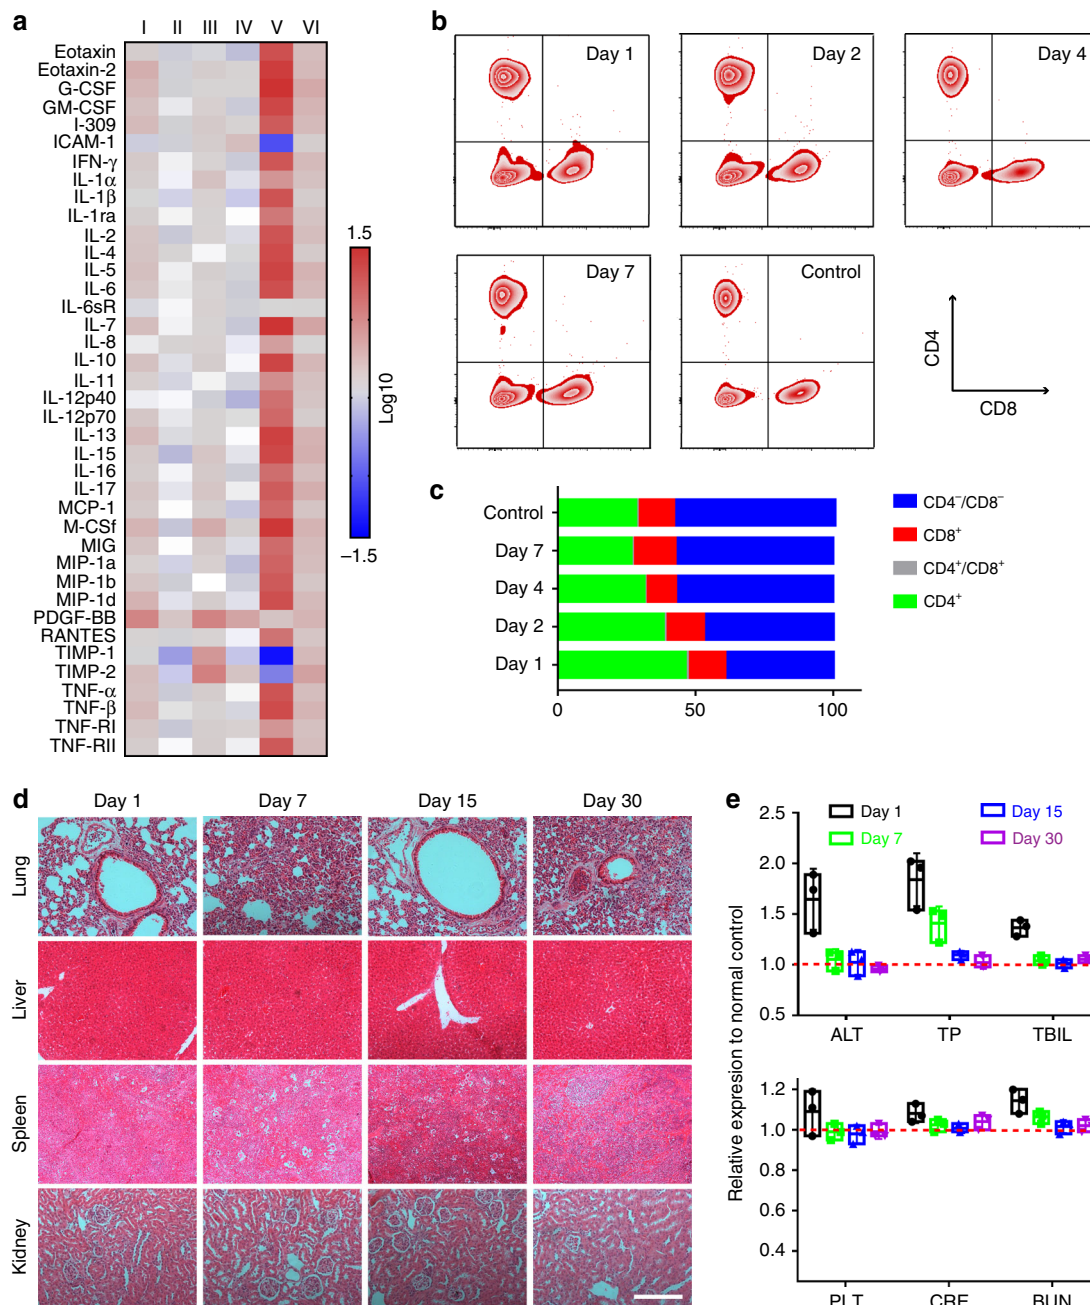 a
I II III IV V VI
Eotaxin
Eotaxin-2
G-CSF
GM-CSF
I-309
ICAM-1
IFN-γ
IL-1α
IL-1β
IL-1ra
IL-2
IL-4
IL-5
IL-6
IL-6sR
IL-7
IL-8
IL-10
IL-11
IL-12p40
IL-12p70
IL-13
IL-15
IL-16
IL-17
MCP-1
M-CSf
MIG
MIP-1a
MIP-1b
MIP-1d
PDGF-BB
RANTES
TIMP-1
TIMP-2
TNF-α
TNF-β
TNF-RI
TNF-RII
1.5
Log10
−1.5
b
Day 1
Day 2
Day 4
Day 7
Control
CD4
CD8
c
Control
Day 7
Day 4
Day 2
Day 1
0 50 100
CD4⁻/CD8⁻
CD8⁺
CD4⁺/CD8⁺
CD4⁺
d
Day 1 Day 7 Day 15 Day 30
Lung
Liver
Spleen
Kidney
e
Relative expresion to normal control
2.5
2.0
1.5
1.0
0.5
Day 1
Day 7
Day 15
Day 30
ALT TP TBIL
1.2
1.0
0.8
0.6
0.4
PLT CRE BUN